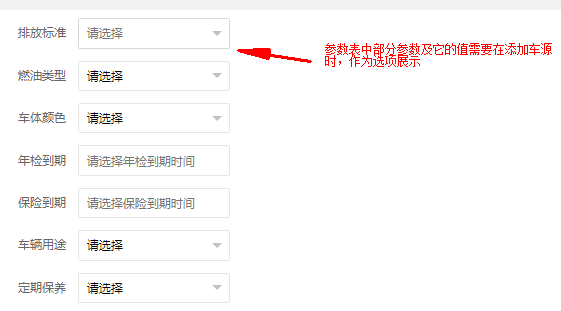 排放标准 请选择
参数表中部分参数及它的值需要在添加车源
时，作为选项展示
燃油类型 请选择
车体颜色 请选择
年检到期 请选择年检到期时间
保险到期 请选择保险到期时间
车辆用途 请选择
定期保养 请选择